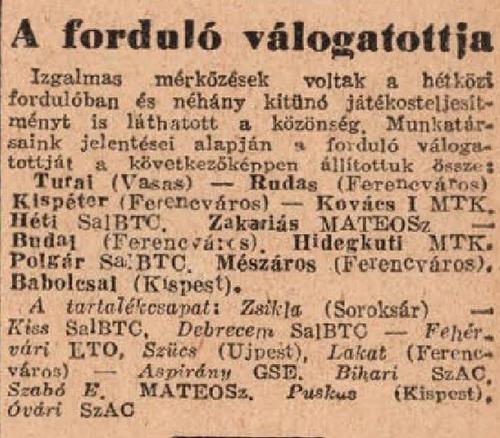 A forduló válogatottja
Izgalmas mérkőzések voltak a hétközi
fordulóban és néhány kitünő játékosteljesít-
ményt is láthatott a közönség. Munkatár-
saink jelentései alapján a forduló váloga-
tottját a következőképpen állítottuk össze:
Turai (Vasas) — Rudas (Ferencváros)
Kispéter (Ferencváros) — Kovács I MTK,
Héti SalBTC, Zakariás MATEOSz —
Budai (Ferencváros), Hidegkuti MTK,
Polgár SalBTC, Mészáros (Ferencváros),
Babolcsai (Kispest).
A tartalékcsapat: Zsikla (Soroksár) —
Kiss SalBTC, Debreceni SalBTC — Fehér-
vári ETO, Szücs (Ujpest), Lakat (Ferenc-
város) — Aspirány GSE, Bihari SzAC,
Szabó E. MATEOSz, Puskus (Kispest),
Óvári SzAC